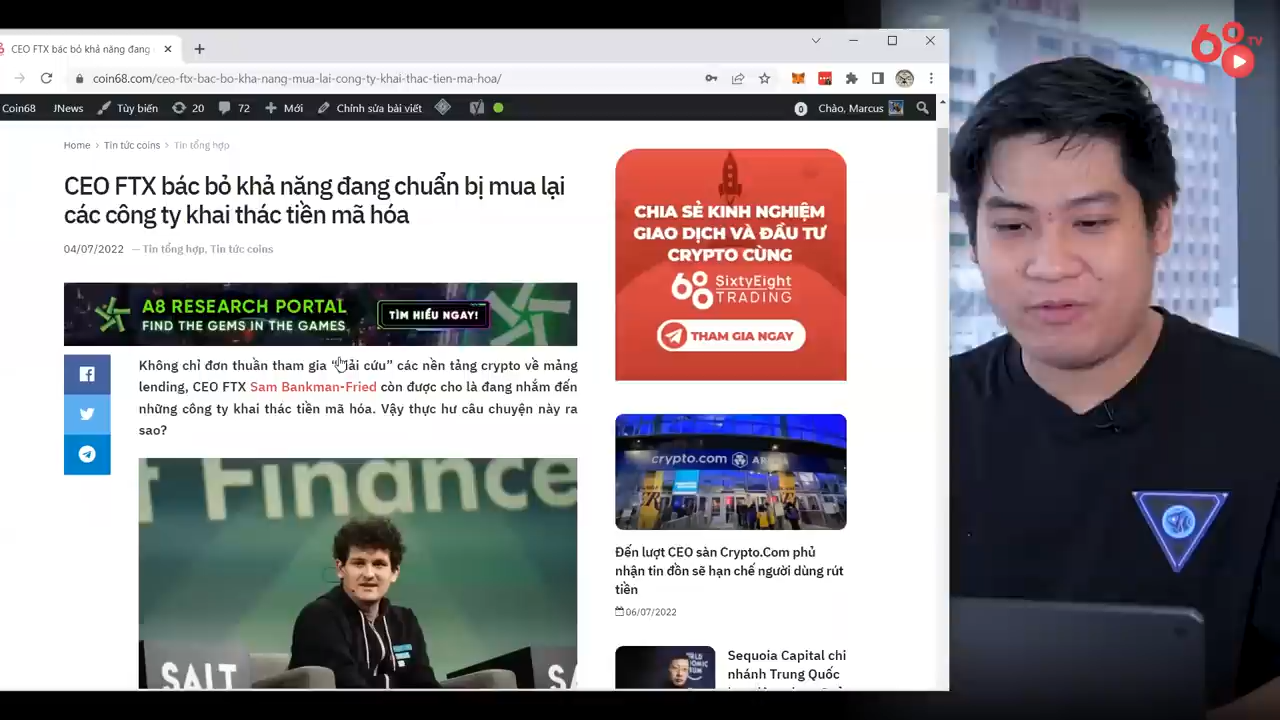 CEO FTX bác bỏ khả năng đang
68 TV
coin68.com/ceo-ftx-bac-bo-kha-nang-mua-lai-cong-ty-khai-thac-tien-ma-hoa/
Coin68 JNews Tùy biến 20 72 Mới Chỉnh sửa bài viết 0 Chào, Marcus
Home > Tin tức coins > Tin tổng hợp
CEO FTX bác bỏ khả năng đang chuẩn bị mua lại
các công ty khai thác tiền mã hóa
04/07/2022 — Tin tổng hợp, Tin tức coins
A8 RESEARCH PORTAL
FIND THE GEMS IN THE GAMES
TÌM HIỂU NGAY!
Không chỉ đơn thuần tham gia “ cứu” các nền tảng crypto về mảng
lending, CEO FTX Sam Bankman-Fried còn được cho là đang nhắm đến
những công ty khai thác tiền mã hóa. Vậy thực hư câu chuyện này ra
sao?
Finance
SALT
SA
CHIA SẺ KINH NGHIỆM
GIAO DỊCH VÀ ĐẦU TƯ
CRYPTO CÙNG
68 SixtyEight
TRADING
THAM GIA NGAY
crypto.com AR
Đến lượt CEO sàn Crypto.Com phủ
nhận tin đồn sẽ hạn chế người dùng rút
tiền
06/07/2022
Sequoia Capital chi
nhánh Trung Quốc